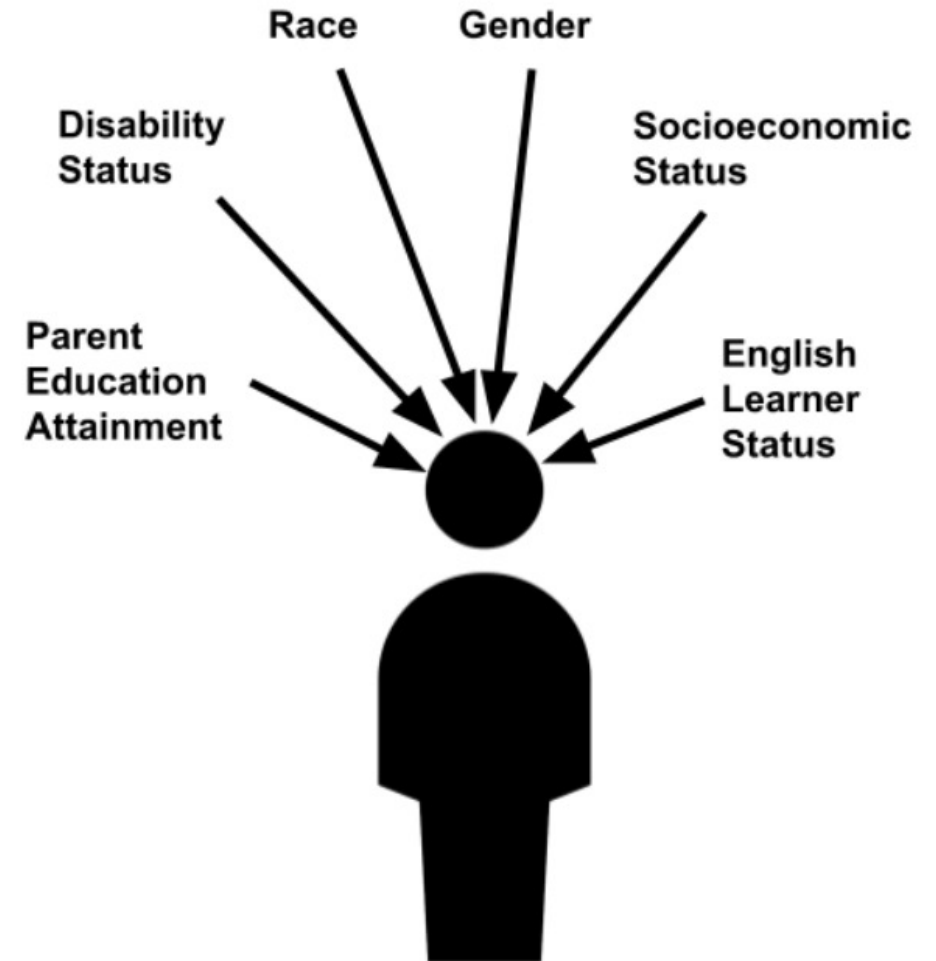 Race
Gender
Disability
Status
Socioeconomic
Status
Parent
Education
Attainment
English
Learner
Status